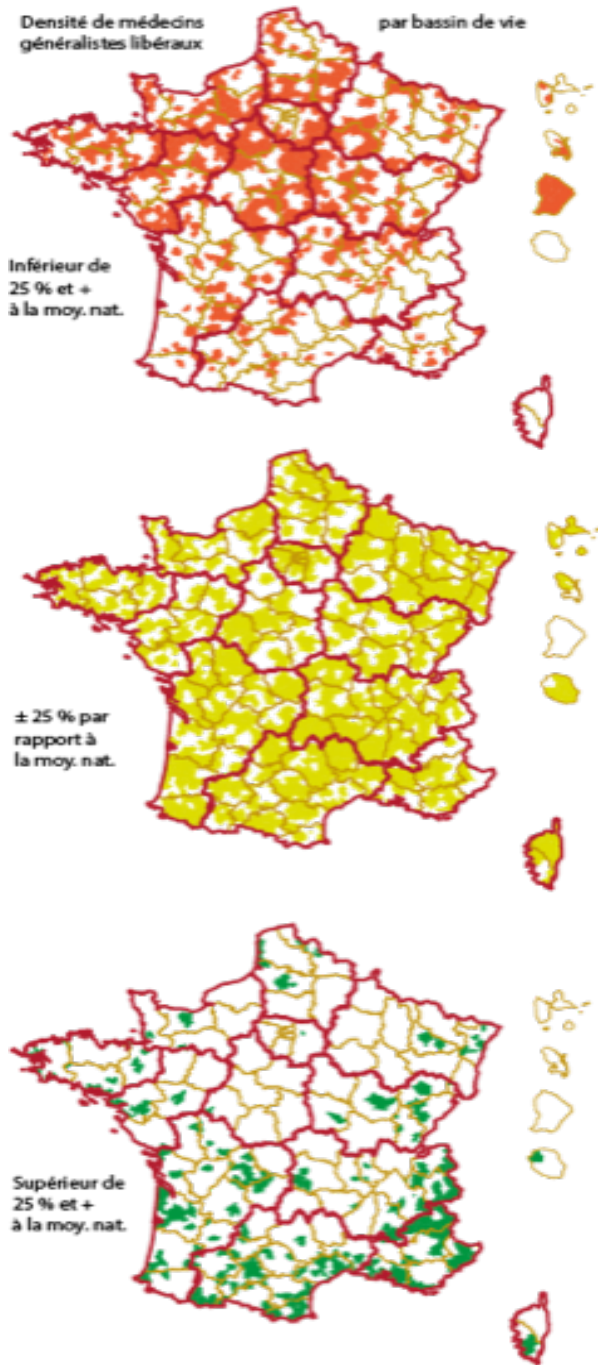 Densité de médecins
généralistes libéraux
par bassin de vie
Inférieur de
25 % et +
à la moy. nat.
± 25 % par
rapport à
la moy. nat.
Supérieur de
25 % et +
à la moy. nat.